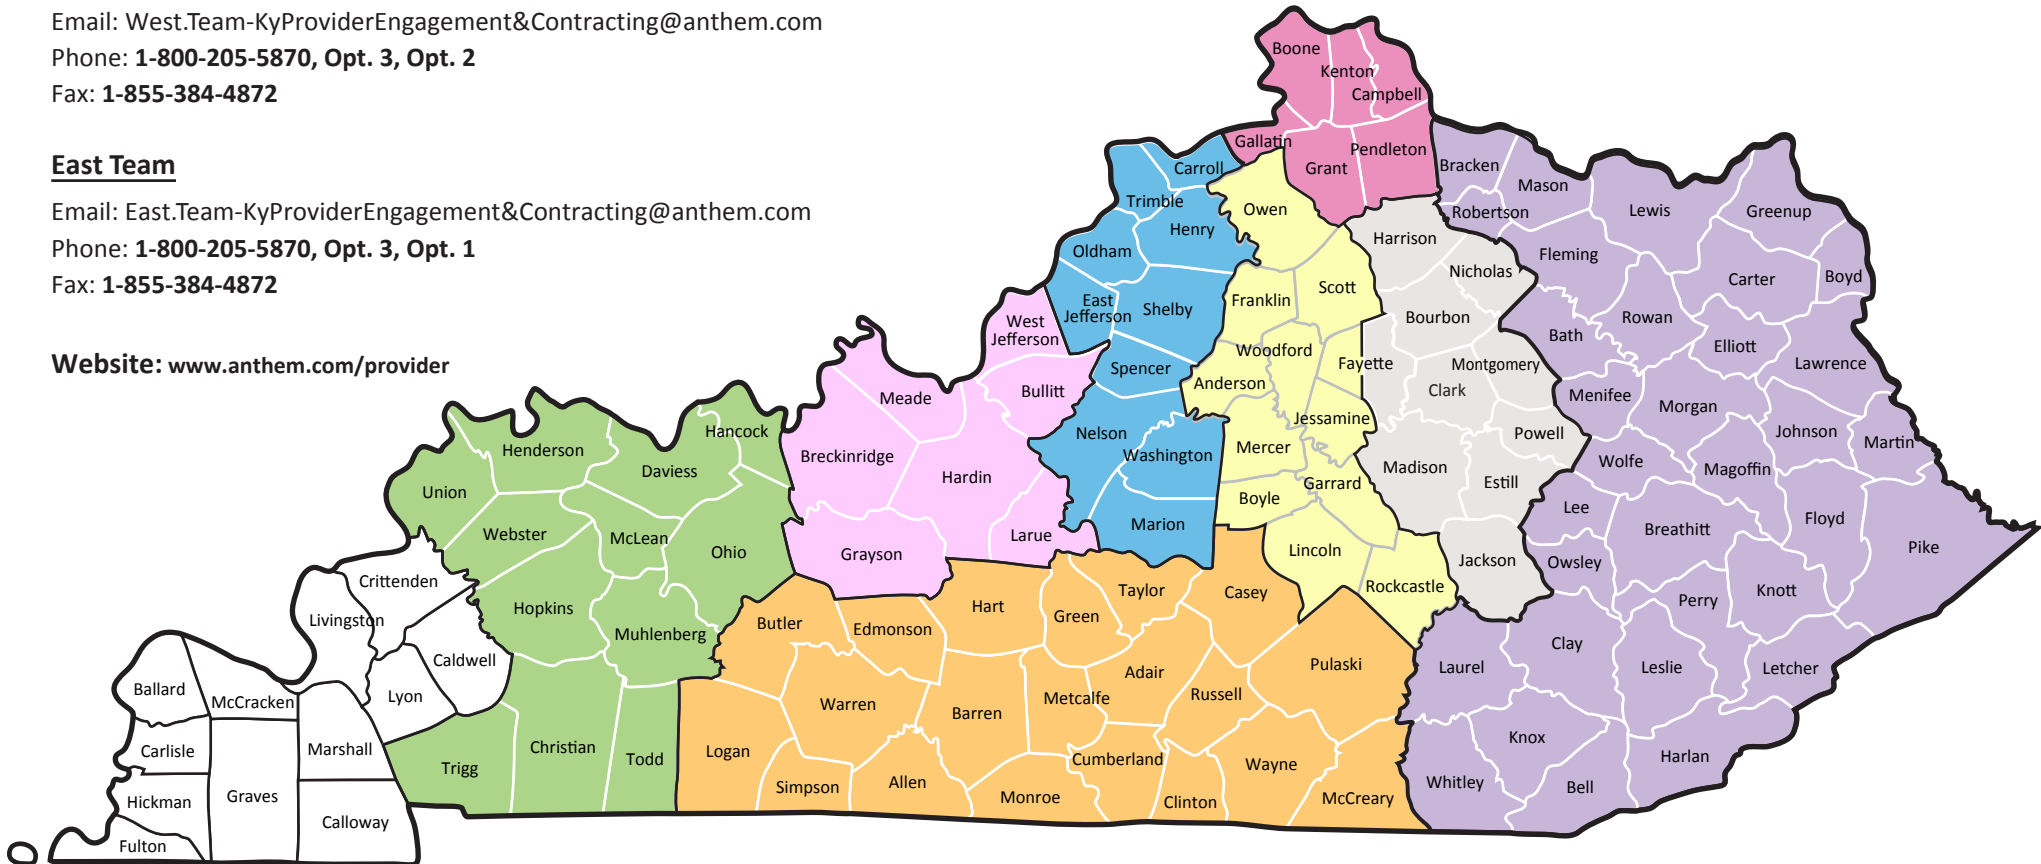 Email: West.Team-KyProviderEngagement&Contracting@anthem.com
Phone: 1-800-205-5870, Opt. 3, Opt. 2
Fax: 1-855-384-4872
East Team
Email: East.Team-KyProviderEngagement&Contracting@anthem.com
Phone: 1-800-205-5870, Opt. 3, Opt. 1
Fax: 1-855-384-4872
Website: www.anthem.com/provider
Boone
Kenton
Campbell
Gallatin
Grant
Pendleton
Carroll
Trimble
Henry
Oldham
East
Jefferson
Shelby
Spencer
Nelson
Washington
Marion
Owen
Franklin
Scott
Woodford
Fayette
Anderson
Jessamine
Mercer
Boyle
Garrard
Lincoln
Rockcastle
Harrison
Nicholas
Bourbon
Montgomery
Clark
Powell
Madison
Estill
Jackson
Bracken
Mason
Robertson
Lewis
Greenup
Fleming
Carter
Boyd
Rowan
Bath
Elliott
Lawrence
Menifee
Morgan
Johnson
Martin
Wolfe
Magoffin
Lee
Breathitt
Floyd
Pike
Owsley
Knott
Perry
Clay
Leslie
Letcher
Laurel
Knox
Harlan
Whitley
Bell
West
Jefferson
Bullitt
Meade
Breckinridge
Hardin
Larue
Grayson
Hancock
Henderson
Daviess
Union
Webster
McLean
Ohio
Hopkins
Muhlenberg
Trigg
Christian
Todd
Crittenden
Livingston
Caldwell
Lyon
Ballard
McCracken
Carlisle
Marshall
Hickman
Graves
Calloway
Fulton
Butler
Edmonson
Hart
Green
Taylor
Casey
Adair
Pulaski
Warren
Barren
Metcalfe
Russell
Logan
Simpson
Allen
Monroe
Cumberland
Clinton
Wayne
McCreary